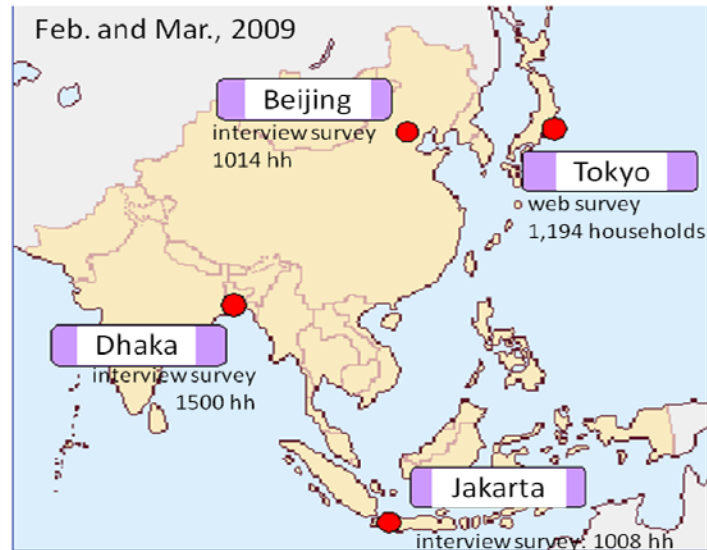 Feb. and Mar., 2009
Beijing
interview survey
1014 hh
Tokyo
web survey
1,194 households
Dhaka
interview survey
1500 hh
Jakarta
interview survey: 1008 hh